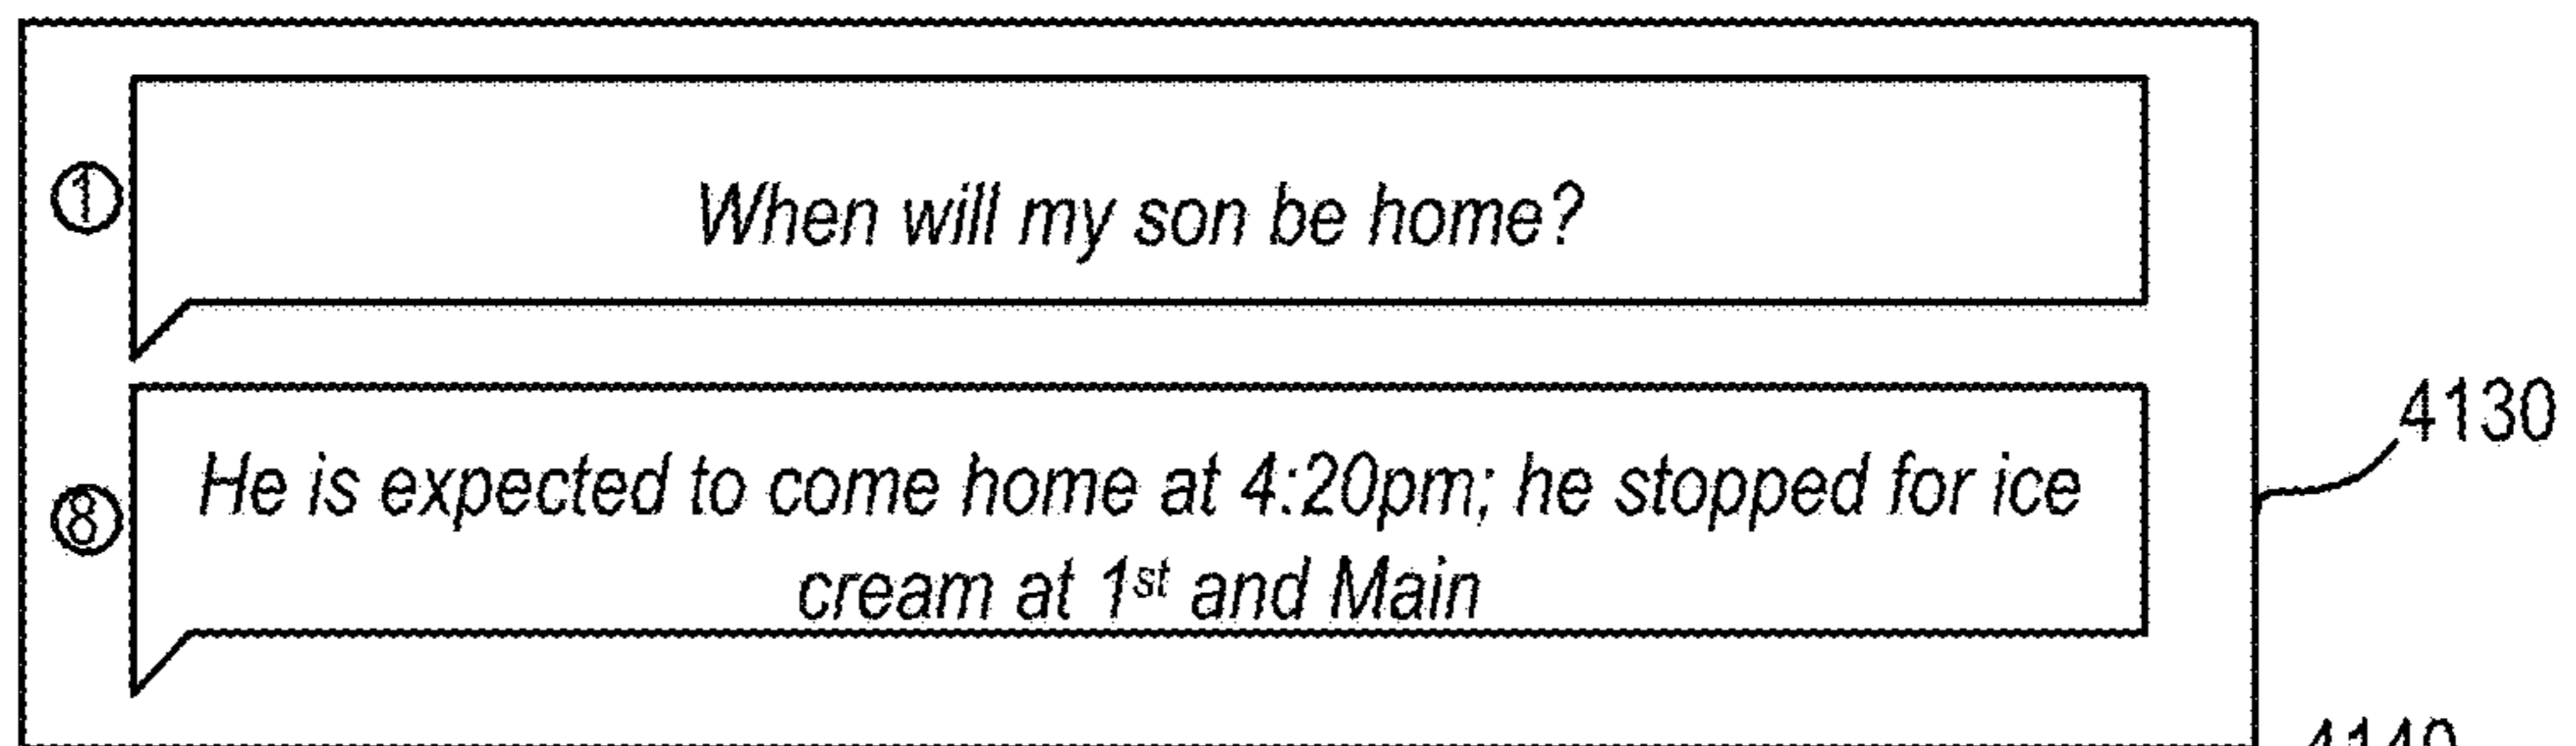 ① When will my son be home?
⑧ He is expected to come home at 4:20pm; he stopped for ice
cream at 1st and Main
4130